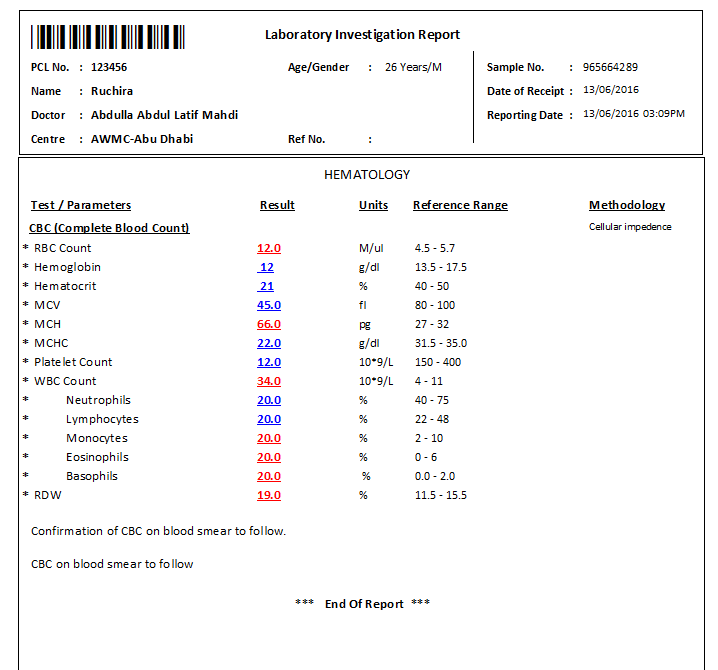 Laboratory Investigation Report
PCL No. : 123456 Age/Gender : 26 Years/M Sample No. : 965664289
Name : Ruchira Date of Receipt : 13/06/2016
Doctor : Abdulla Abdul Latif Mahdi Reporting Date : 13/06/2016 03:09PM
Centre : AWMC-Abu Dhabi Ref No. :
HEMATOLOGY
Test / Parameters Result Units Reference Range Methodology
CBC (Complete Blood Count) Cellular impedence
* RBC Count 12.0 M/ul 4.5 - 5.7
* Hemoglobin 12 g/dl 13.5 - 17.5
* Hematocrit 21 % 40 - 50
* MCV 45.0 fl 80 - 100
* MCH 66.0 pg 27 - 32
* MCHC 22.0 g/dl 31.5 - 35.0
* Platelet Count 12.0 10*9/L 150 - 400
* WBC Count 34.0 10*9/L 4 - 11
* Neutrophils 20.0 % 40 - 75
* Lymphocytes 20.0 % 22 - 48
* Monocytes 20.0 % 2 - 10
* Eosinophils 20.0 % 0 - 6
* Basophils 20.0 % 0.0 - 2.0
* RDW 19.0 % 11.5 - 15.5
Confirmation of CBC on blood smear to follow.
CBC on blood smear to follow
*** End Of Report ***